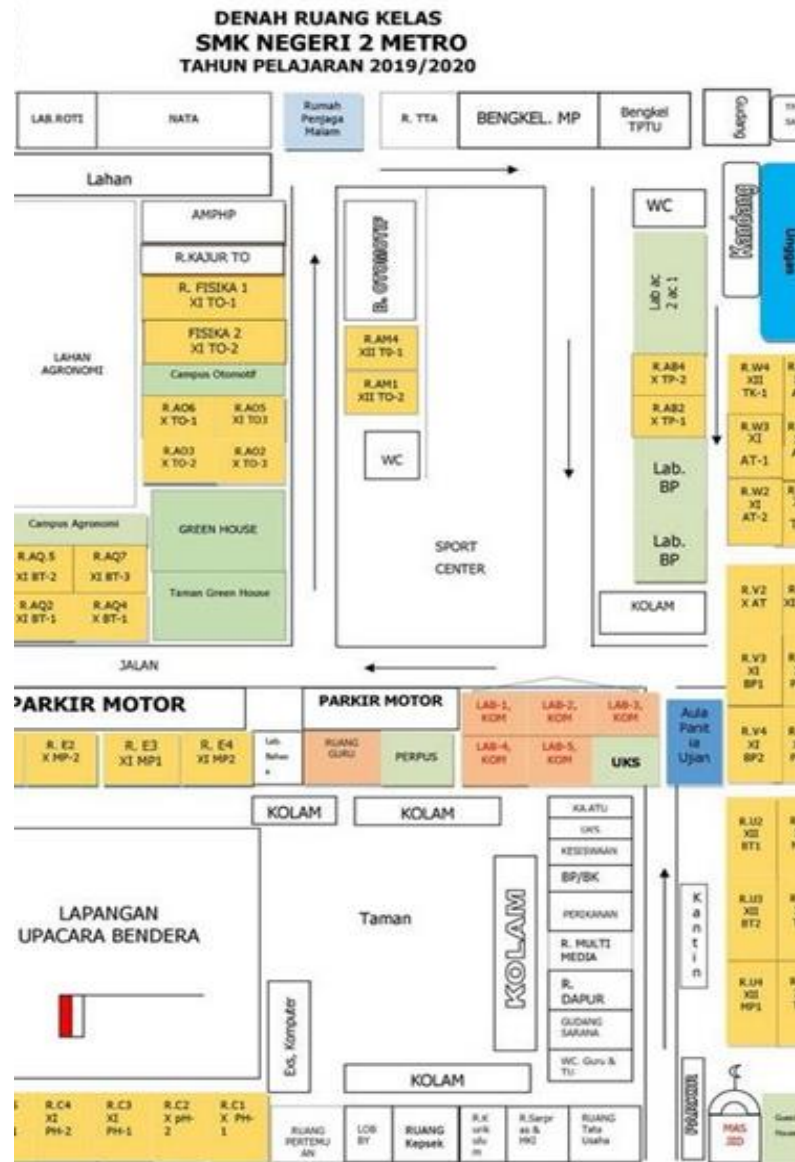 DENAH RUANG KELAS
SMK NEGERI 2 METRO
TAHUN PELAJARAN 2019/2020
LAB.ROTI
NATA
Rumah
Penjaga
Malam
R. TTA
BENGKEL. MP
Bengkel
TPTU
Gudang
Lahan
AMPHP
R.KAJUR TO
R. FISIKA 1
XI TO-1
FISIKA 2
XI TO-2
Campus Otomotif
R.AO6
X TO-1
R.AO5
XI TO3
R.AO3
X TO-2
R.AO2
X TO-3
LAHAN
AGRONOMI
GREEN HOUSE
Taman Green House
Campus Agronomi
R.AQ.5
XI BT-2
R.AQ7
XI BT-3
R.AQ2
XI BT-1
R.AQ4
X BT-1
B. OTOMOTIF
R.AM4
XII TO-1
R.AM1
XII TO-2
WC
SPORT
CENTER
WC
Lab ac
2 ac 1
R.AB4
X TP-2
R.AB2
X TP-1
Lab.
BP
Lab.
BP
KOLAM
Kandang
Unggas
R.W4
XII
TK-1
R.W3
XI
AT-1
R.W2
XI
AT-2
R.V2
X AT
R.V3
XI
BP1
R.V4
XI
BP2
R.U2
XII
BT1
R.U3
XII
BT2
R.U4
XII
MP1
JALAN
PARKIR MOTOR
PARKIR MOTOR
R. E2
X MP-2
R. E3
XI MP1
R. E4
XI MP2
Lab.
Bahas
a
RUANG
GURU
PERPUS
LAB-1,
KOM
LAB-2,
KOM
LAB-3,
KOM
LAB-4,
KOM
LAB-5,
KOM
UKS
Aula
Panit
ia
Ujian
KOLAM
KOLAM
LAPANGAN
UPACARA BENDERA
Taman
KOLAM
Exs, Komputer
KOLAM
KA.ATU
UKS.
KESISWAAN
BP/BK
PERIKANAN
R. MULTI
MEDIA
R.
DAPUR
GUDANG
SARANA
WC. Guru &
TU
Kantin
PARKIR
MAS
JID
R.C4
XI
PH-2
R.C3
XI
PH-1
R.C2
X pH-
2
R.C1
X PH-
1
RUANG
PERTEMU
AN
LOB
BY
RUANG
Kepsek
R.K
urik
ulu
m
R.Sarpr
as &
HKI
RUANG
Tata
Usaha